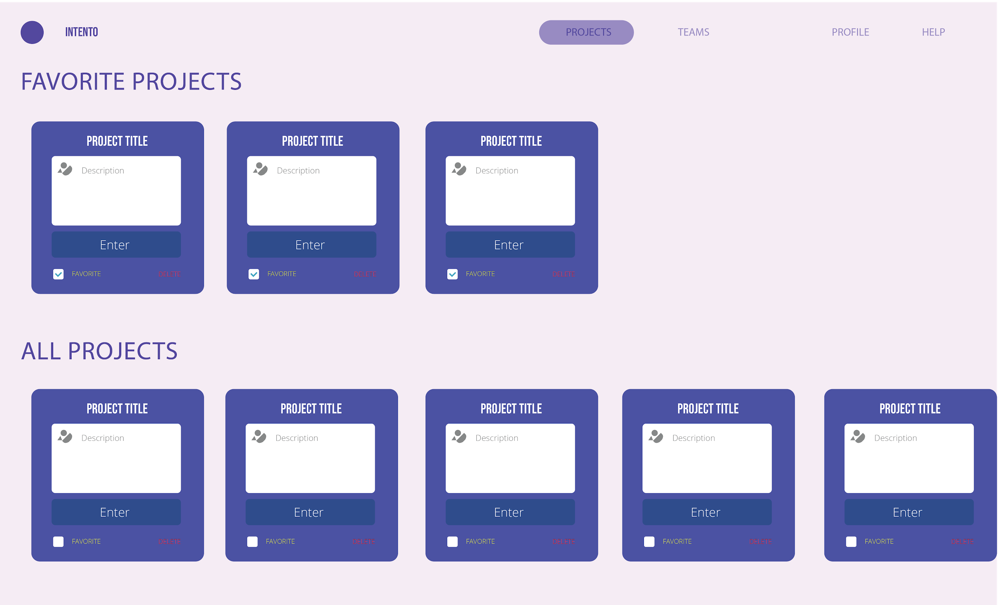 INTENTO PROJECTS TEAMS PROFILE HELP
FAVORITE PROJECTS
PROJECT TITLE PROJECT TITLE PROJECT TITLE
Description Description Description
Enter Enter Enter
FAVORITE DELETE FAVORITE DELETE FAVORITE DELETE
ALL PROJECTS
PROJECT TITLE PROJECT TITLE PROJECT TITLE PROJECT TITLE PROJECT TITLE
Description Description Description Description Description
Enter Enter Enter Enter Enter
FAVORITE DELETE FAVORITE DELETE FAVORITE DELETE FAVORITE DELETE FAVORITE DELETE